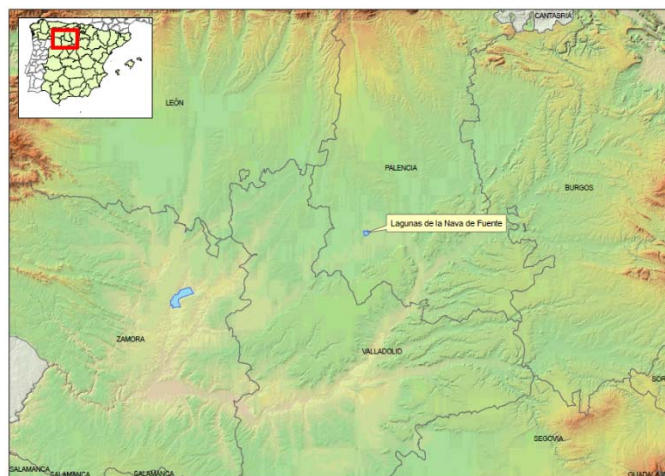 CANTABRIA
LEÓN
PALENCIA
BURGOS
Lagunas de la Nava de Fuente
ZAMORA
VALLADOLID
SEGOVIA
SALAMANCA
SALAMANCA
SALAMANCA